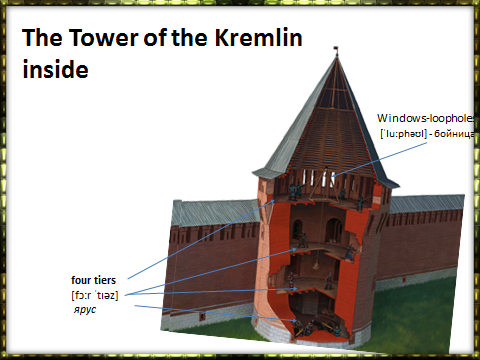 The Tower of the Kremlin
inside
Windows-loopholes
[ˈlu:phəʊl] - бойница
four tiers
[fɔ:r ˈtɪəz]
ярус